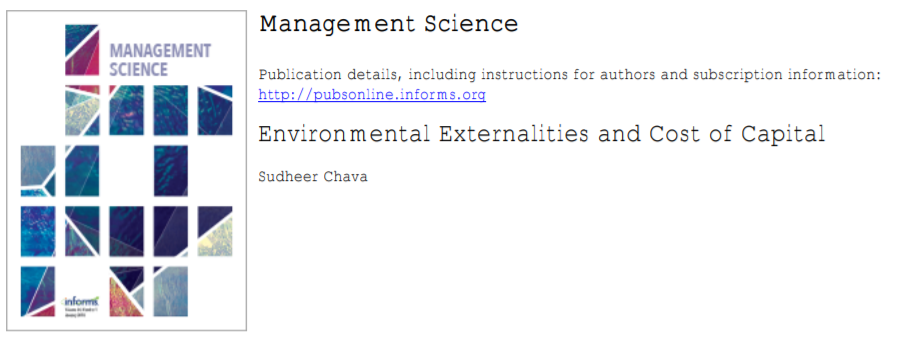 MANAGEMENT
SCIENCE
informs
Management Science
Publication details, including instructions for authors and subscription information:
http://pubsonline.informs.org
Environmental Externalities and Cost of Capital
Sudheer Chava